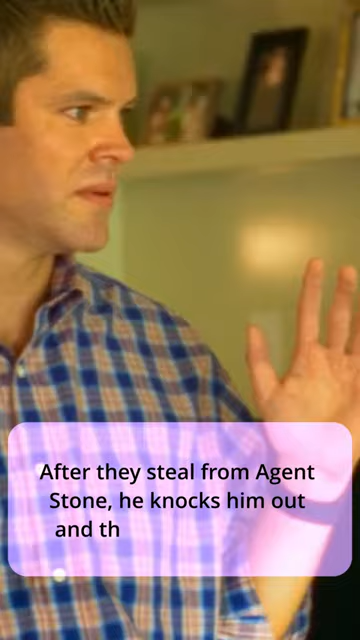 After they steal from Agent
Stone, he knocks him out
and th